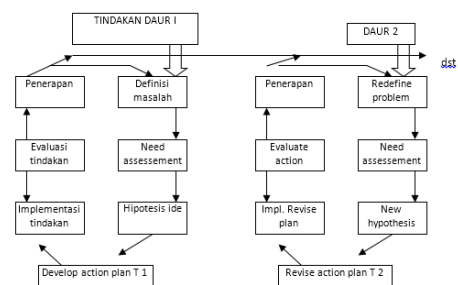 TINDAKAN DAUR I
DAUR 2
dst
Penerapan
Definisi
masalah
Penerapan
Redefine
problem
Evaluasi
tindakan
Need
assessement
Evaluate
action
Need
assessement
Implementasi
tindakan
Hipotesis ide
Impl. Revise
plan
New
hypothesis
Develop action plan T 1
Revise action plan T 2